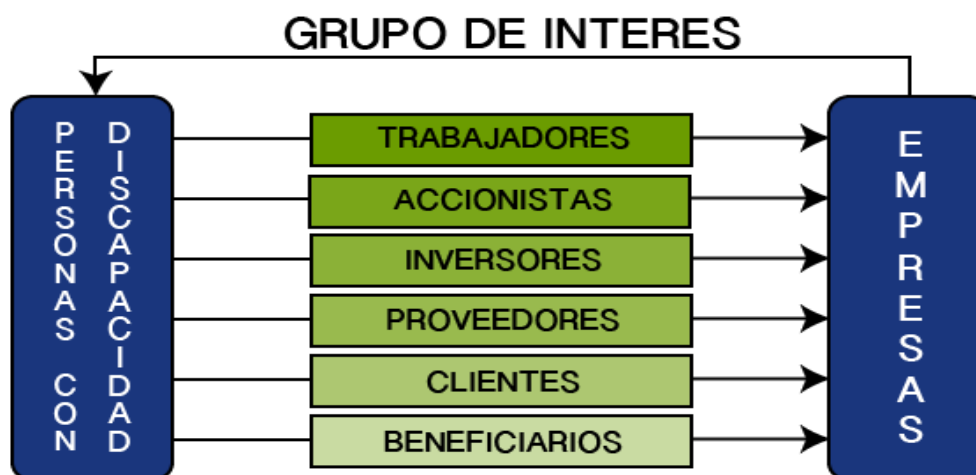 GRUPO DE INTERES
PERSONAS CON
DISCAPACIDAD
TRABAJADORES
ACCIONISTAS
INVERSORES
PROVEEDORES
CLIENTES
BENEFICIARIOS
EMPRESAS